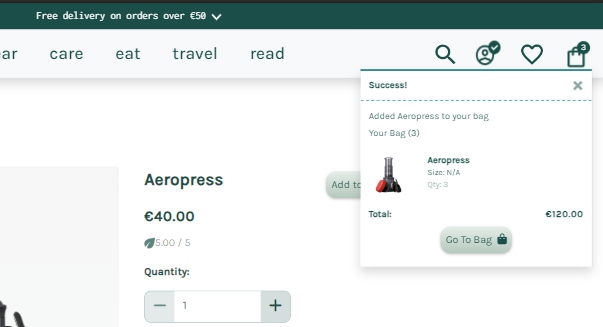 Free delivery on orders over €50
care eat travel read
3
Success!
Added Aeropress to your bag
Your Bag (3)
Aeropress
Size: N/A
Qty: 3
Total: €120.00
Go To Bag
Aeropress
Add to
€40.00
5.00 / 5
Quantity:
1